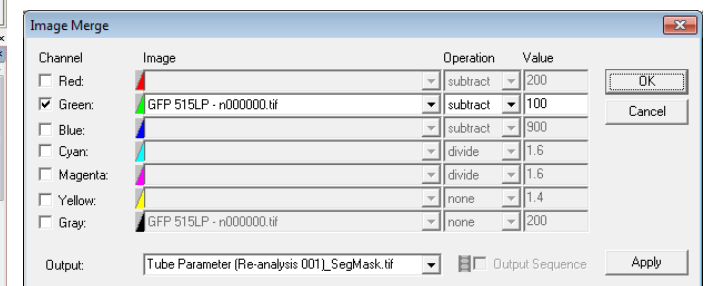 Image Merge
Channel Image Operation Value
Red: subtract 200 OK
Green: GFP 515LP - n000000.tif subtract 100 Cancel
Blue: subtract 900
Cyan: divide 1.6
Magenta: divide 1.6
Yellow: none 1.4
Gray: GFP 515LP - n000000.tif none 200
Output: Tube Parameter (Re-analysis 001)_SegMask.tif Output Sequence Apply